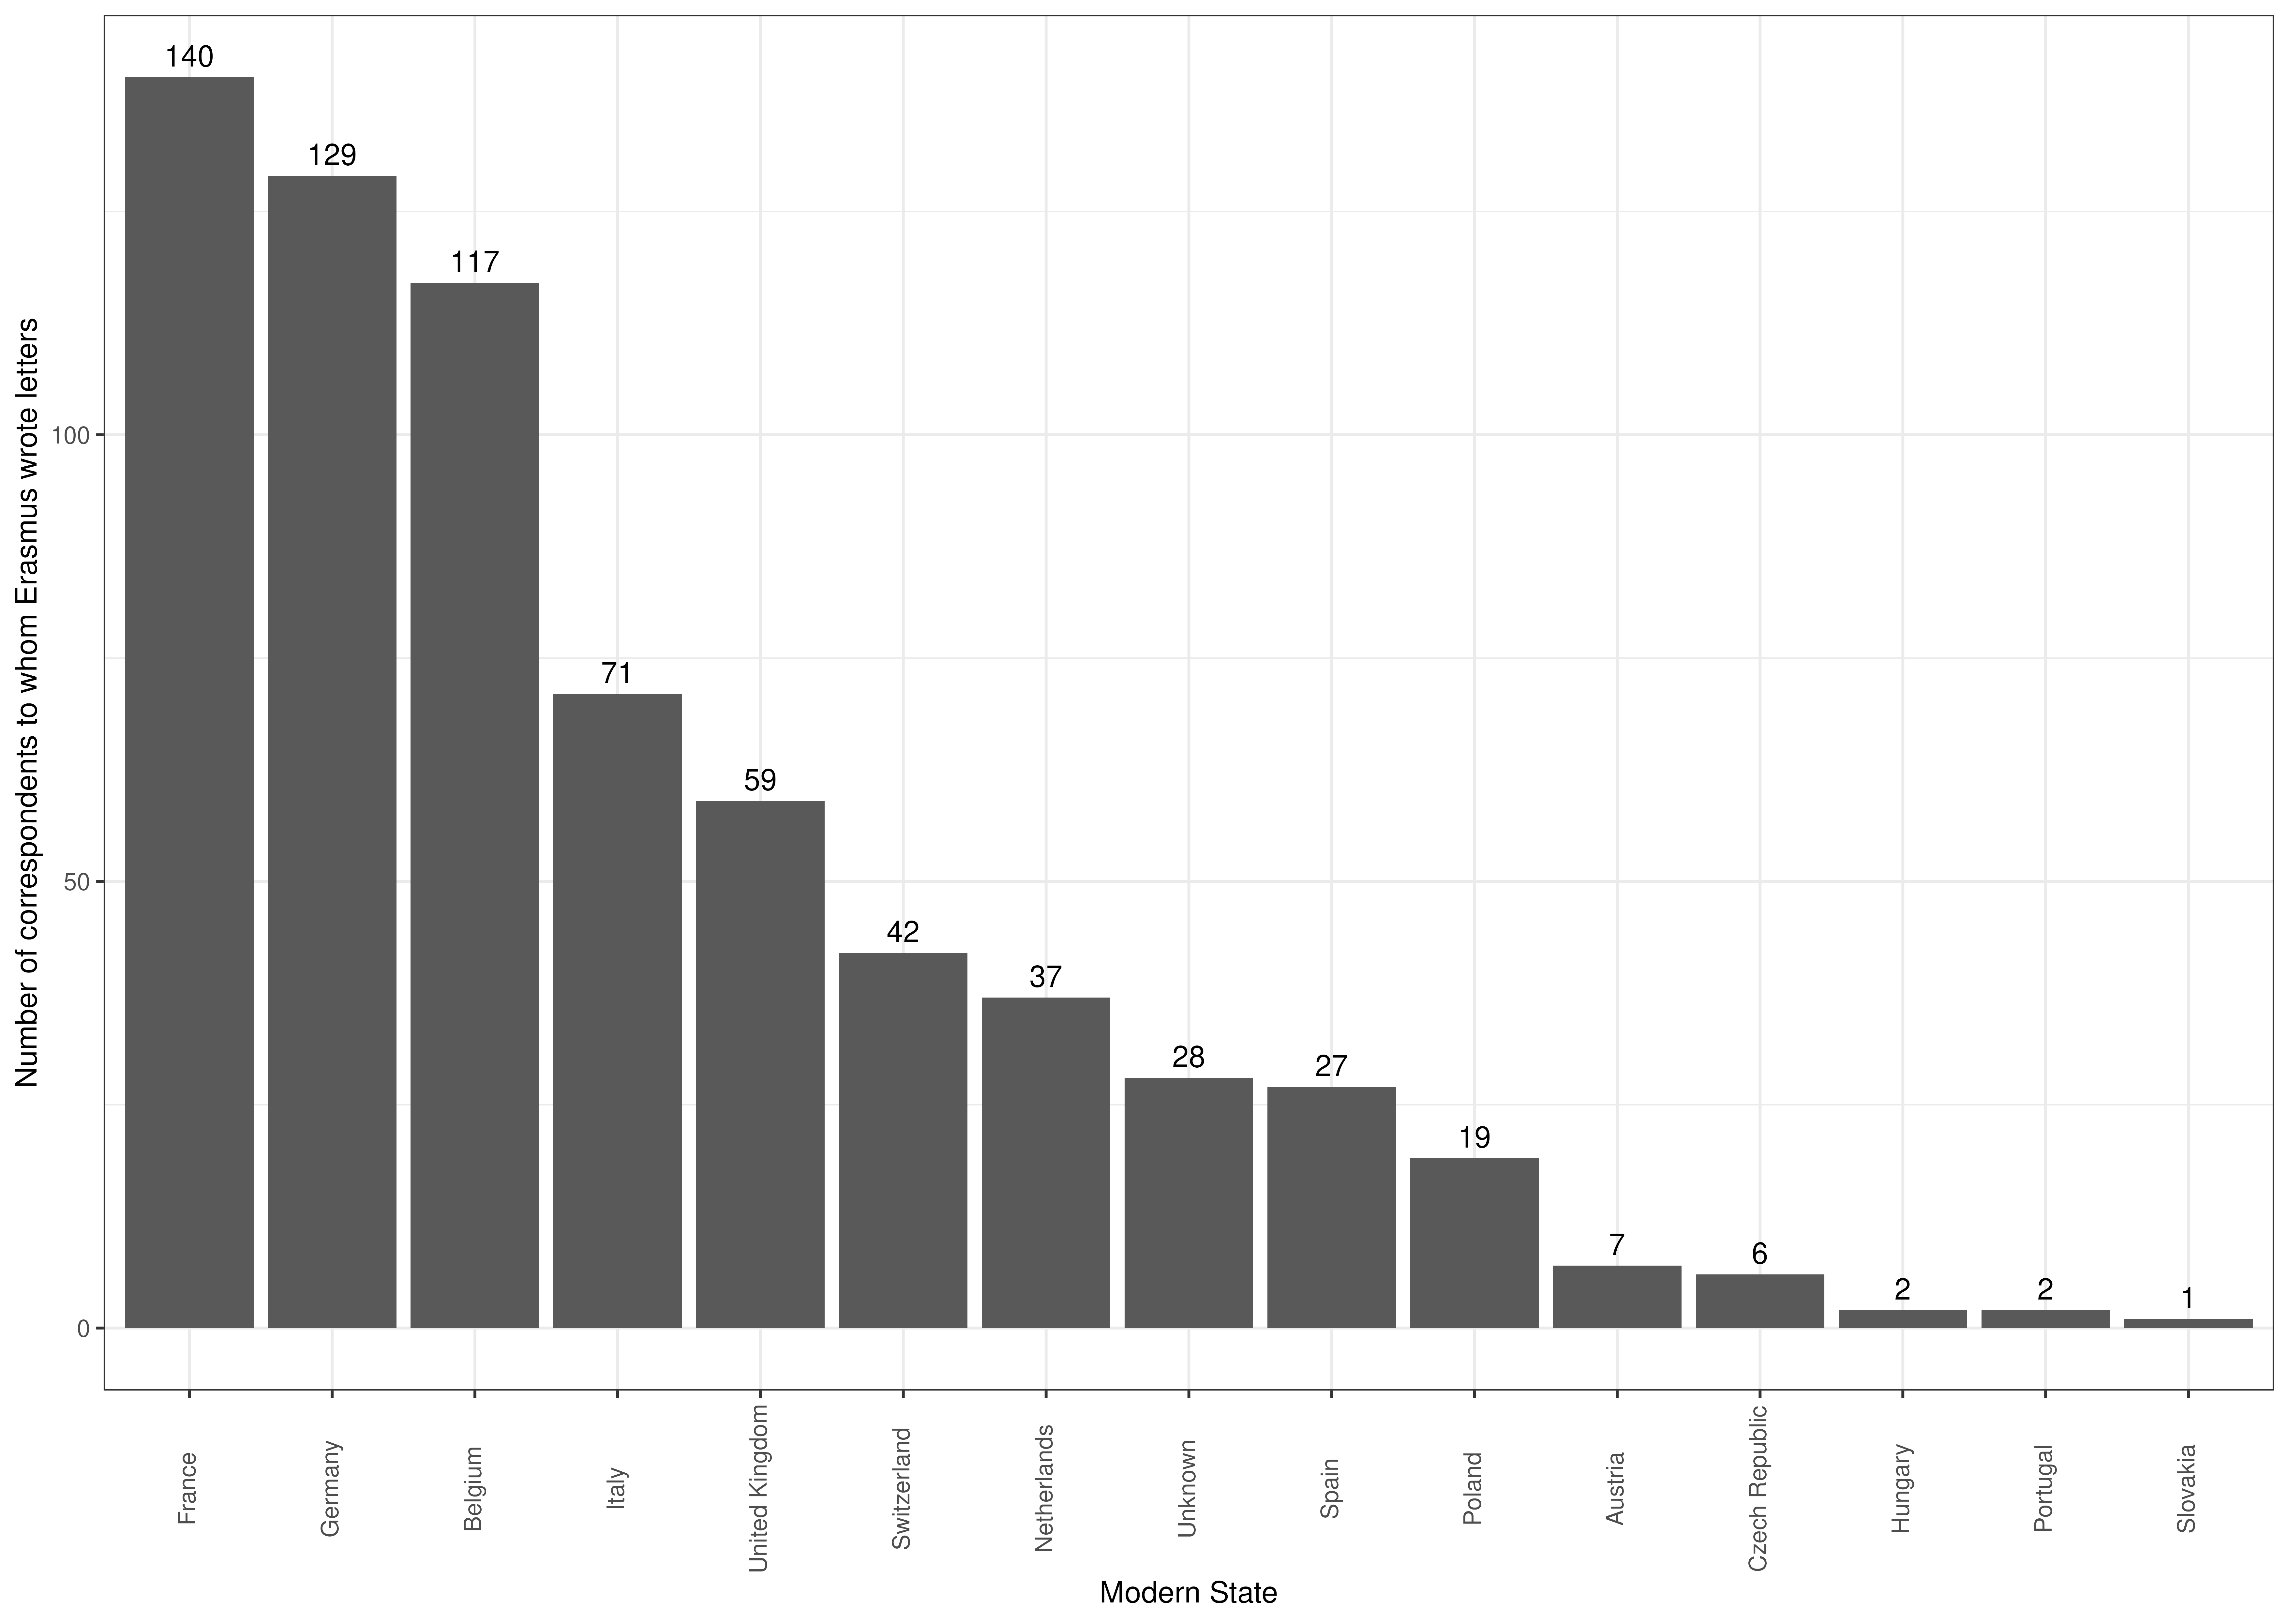 Number of correspondents to whom Erasmus wrote letters
100
50
0
140
129
117
71
59
42
37
28
27
19
7
6
2
2
1
France
Germany
Belgium
Italy
United Kingdom
Switzerland
Netherlands
Unknown
Spain
Poland
Austria
Czech Republic
Hungary
Portugal
Slovakia
Modern State